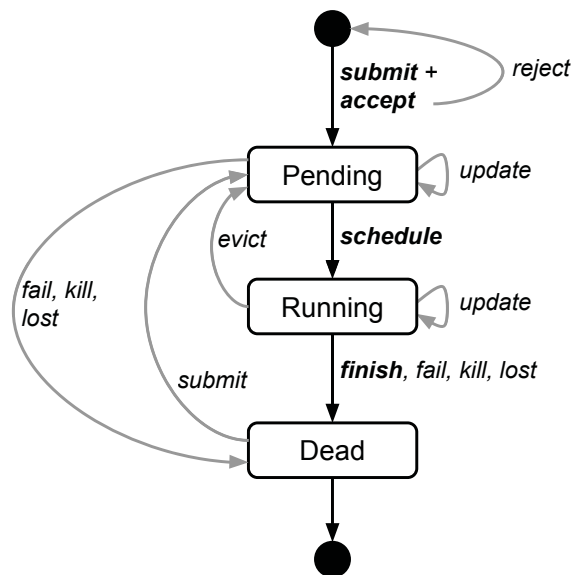 submit +
accept
reject
Pending
update
evict
schedule
fail, kill,
lost
Running
update
submit
finish, fail, kill, lost
Dead